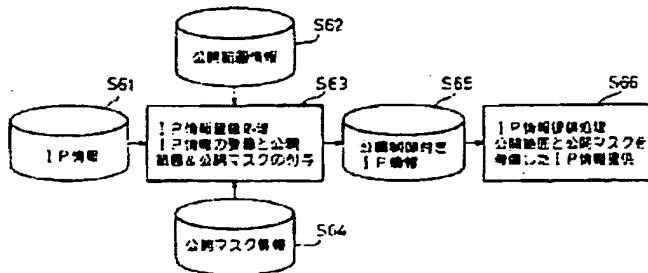 S62
公開範囲情報
S61
S63
S65
S66
IP情報
IP情報登録処理
IP情報の登録と公開
範囲&公開マスクの付与
公開制御付き
IP情報
IP情報提供処理
公開範囲と公開マスクを
考慮したIP情報提供
S64
公開マスク情報